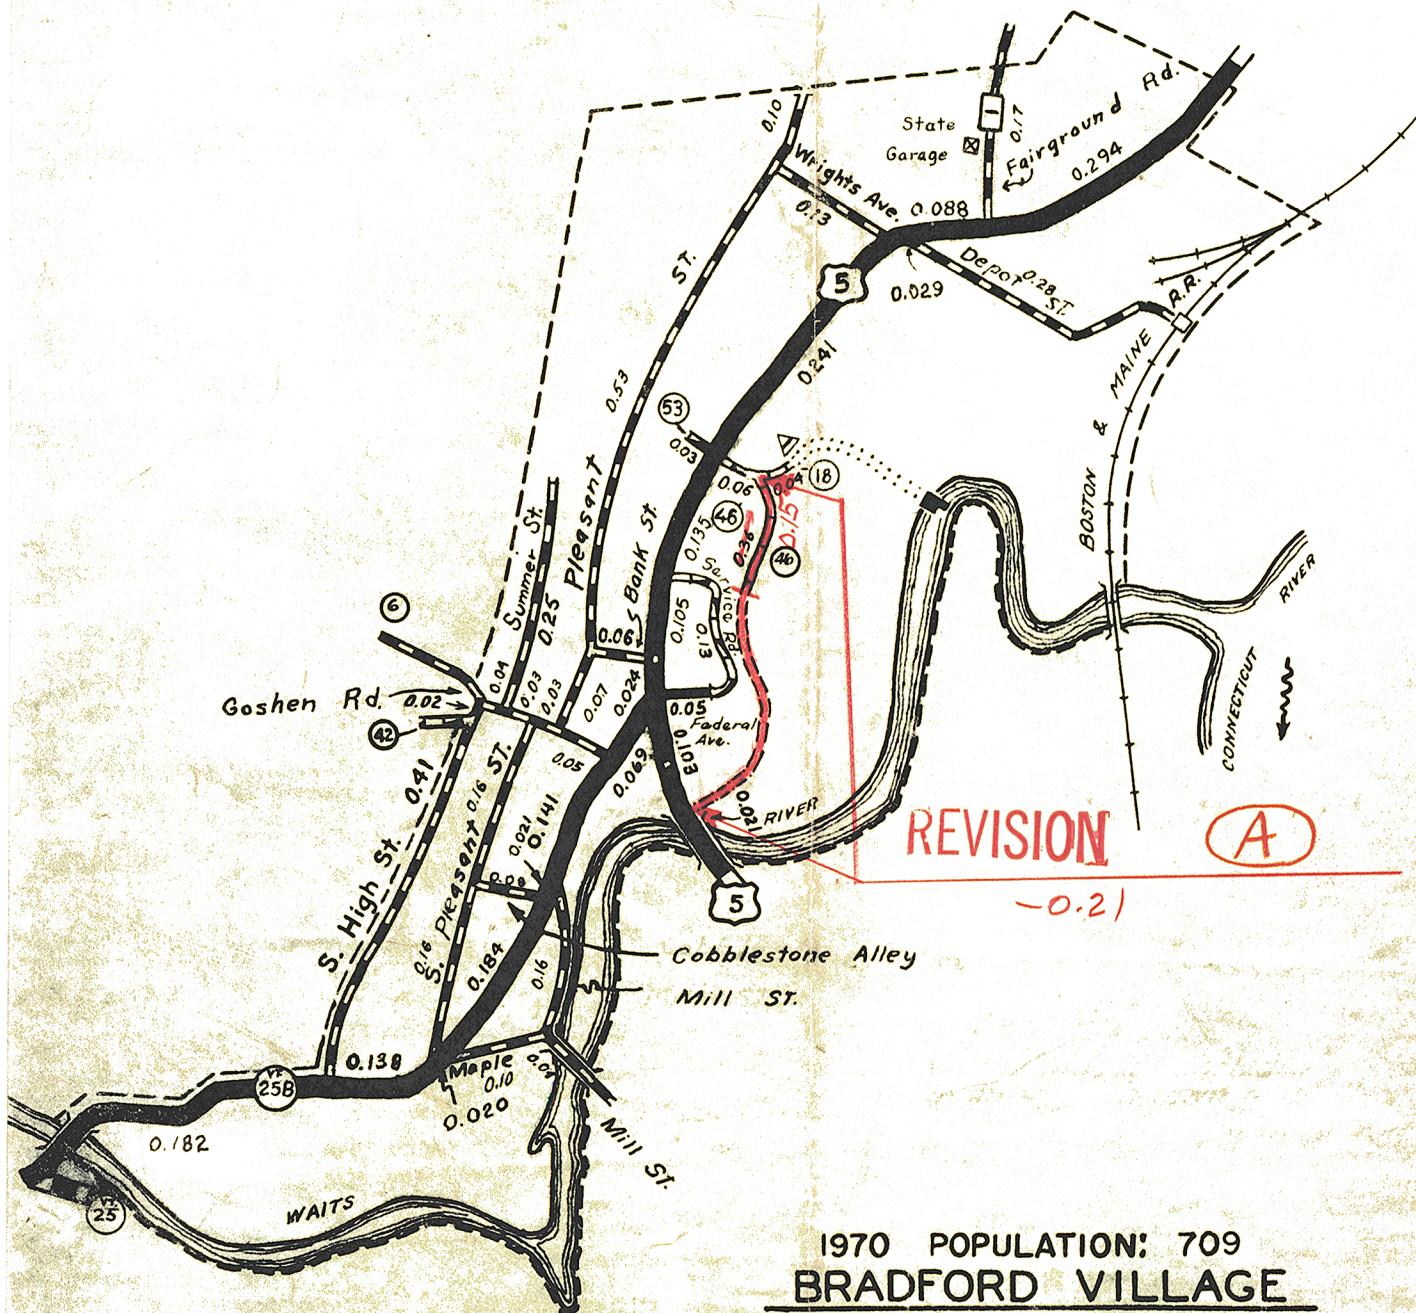 0.10
State
Garage
1
0.17
Fairground Rd.
0.294
Wrights Ave.
0.13
0.088
5
0.029
Depot ST.
0.28
R.R.
BOSTON & MAINE
0.241
Pleasant ST.
0.53
53
0.03
0.06
0.04
18
46
0.135
0.36
0.15
46
Service Rd.
0.105
0.13
Bank St.
0.06
Summer St.
0.25
6
Goshen Rd.
0.02
42
0.04
0.03
0.03
0.07
0.024
0.05
Federal
Ave.
0.103
0.05
0.069
0.02
RIVER
CONNECTICUT
RIVER
REVISION
A
-0.21
5
S. High St.
0.41
S. Pleasant ST.
0.16
0.16
0.021
0.141
0.08
0.184
0.16
Cobblestone Alley
Mill ST.
0.138
VT
25B
Maple
0.10
0.020
Mill ST.
0.182
VT
25
WAITS
1970 POPULATION: 709
BRADFORD VILLAGE